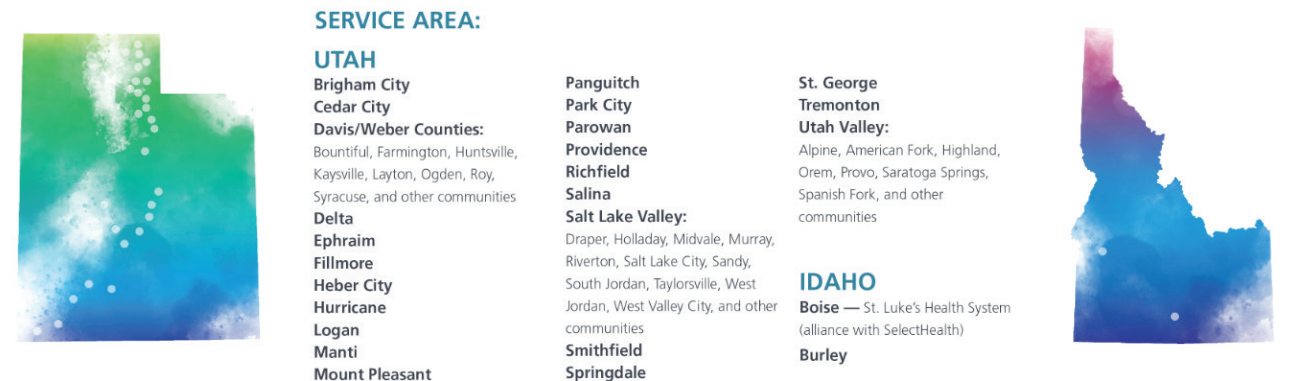 SERVICE AREA:
UTAH
Brigham City
Cedar City
Davis/Weber Counties:
Bountiful, Farmington, Huntsville,
Kaysville, Layton, Ogden, Roy,
Syracuse, and other communities
Delta
Ephraim
Fillmore
Heber City
Hurricane
Logan
Manti
Mount Pleasant
Panguitch
Park City
Parowan
Providence
Richfield
Salina
Salt Lake Valley:
Draper, Holladay, Midvale, Murray,
Riverton, Salt Lake City, Sandy,
South Jordan, Taylorsville, West
Jordan, West Valley City, and other
communities
Smithfield
Springdale
St. George
Tremonton
Utah Valley:
Alpine, American Fork, Highland,
Orem, Provo, Saratoga Springs,
Spanish Fork, and other
communities
IDAHO
Boise — St. Luke's Health System
(alliance with SelectHealth)
Burley